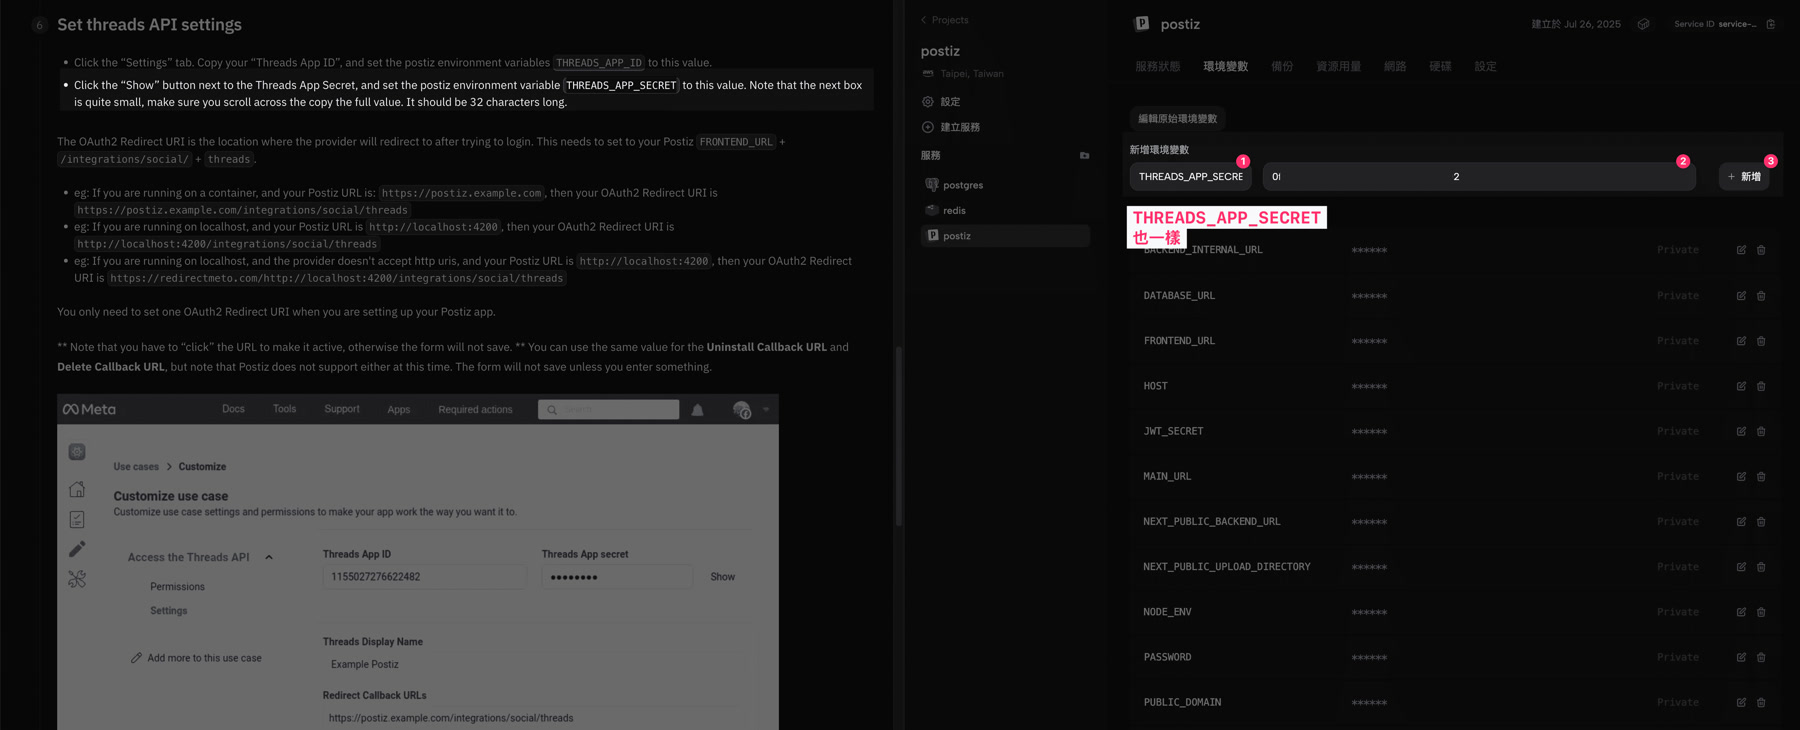 6 Set threads API settings
Click the “Settings” tab. Copy your “Threads App ID”, and set the postiz environment variables THREADS_APP_ID to this value.
Click the “Show” button next to the Threads App Secret, and set the postiz environment variable THREADS_APP_SECRET to this value. Note that the next box
is quite small, make sure you scroll across the copy the full value. It should be 32 characters long.
The OAuth2 Redirect URI is the location where the provider will redirect to after trying to login. This needs to set to your Postiz FRONTEND_URL +
/integrations/social/ + threads.
eg: If you are running on a container, and your Postiz URL is: https://postiz.example.com, then your OAuth2 Redirect URI is
https://postiz.example.com/integrations/social/threads
eg: If you are running on localhost, and your Postiz URL is http://localhost:4200, then your OAuth2 Redirect URI is
http://localhost:4200/integrations/social/threads
eg: If you are running on localhost, and the provider doesn't accept http uris, and your Postiz URL is http://localhost:4200, then your OAuth2 Redirect
URI is https://redirectmeto.com/http://localhost:4200/integrations/social/threads
You only need to set one OAuth2 Redirect URI when you are setting up your Postiz app.
** Note that you have to “click” the URL to make it active, otherwise the form will not save. ** You can use the same value for the Uninstall Callback URL and
Delete Callback URL, but note that Postiz does not support either at this time. The form will not save unless you enter something.
Meta Docs Tools Support Apps Required actions Search
Use cases > Customize
Customize use case
Customize use case settings and permissions to make your app work the way you want it to.
Access the Threads API
Permissions
Settings
Add more to this use case
Threads App ID Threads App secret
1155027276622482 •••••••• Show
Threads Display Name
Example Postiz
Redirect Callback URLs
https://postiz.example.com/integrations/social/threads
Projects
postiz
Taipei, Taiwan
設定
建立服務
服務
postgres
redis
postiz
postiz 建立於 Jul 26, 2025 Service ID service-...
服務狀態 環境變數 備份 資源用量 網路 硬碟 設定
編輯原始環境變數
新增環境變數
1 2 3
THREADS_APP_SECRE 2 + 新增
THREADS_APP_SECRET
也一樣
BACKEND_INTERNAL_URL ****** Private
DATABASE_URL ****** Private
FRONTEND_URL ****** Private
HOST ****** Private
JWT_SECRET ****** Private
MAIN_URL ****** Private
NEXT_PUBLIC_BACKEND_URL ****** Private
NEXT_PUBLIC_UPLOAD_DIRECTORY ****** Private
NODE_ENV ****** Private
PASSWORD ****** Private
PUBLIC_DOMAIN ****** Private